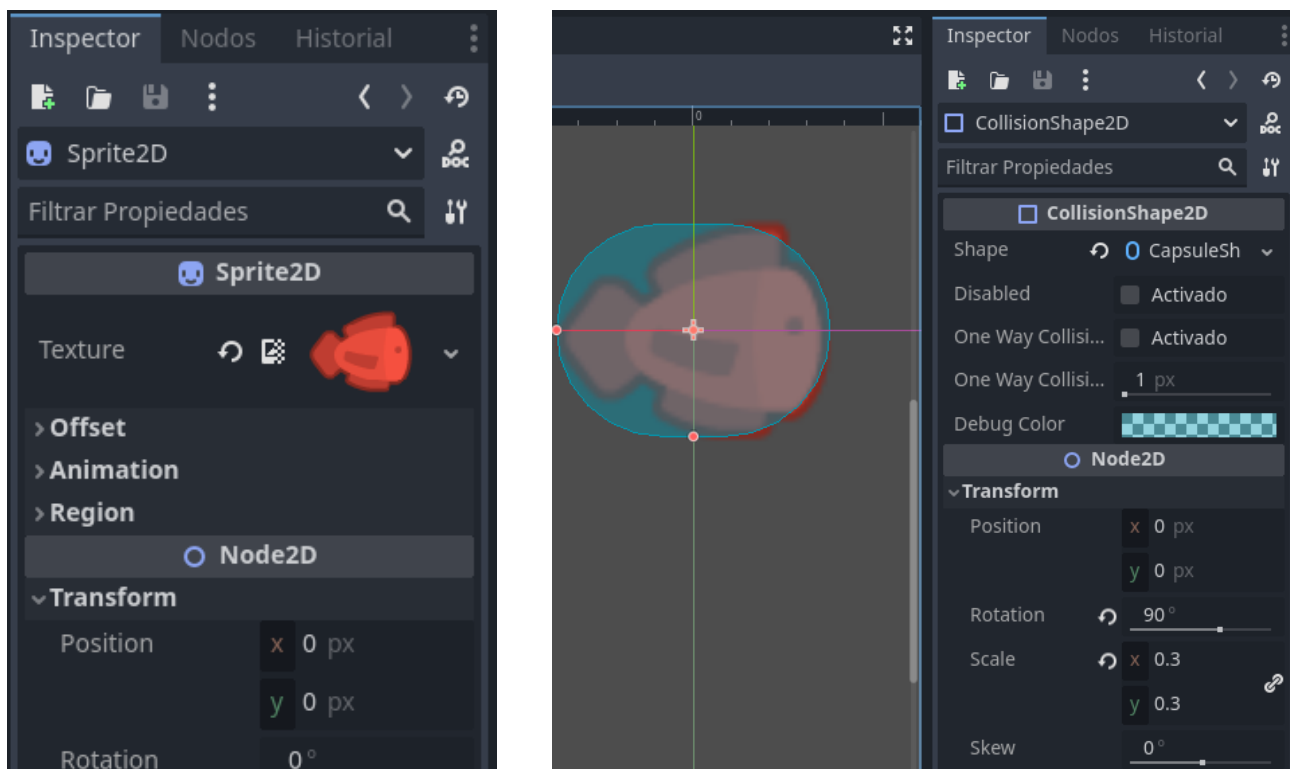 Inspector Nodos Historial
Sprite2D
DOC
Filtrar Propiedades
Sprite2D
Texture
Offset
Animation
Region
Node2D
Transform
Position x 0 px
y 0 px
Rotation 0 °
0
Inspector Nodos Historial
CollisionShape2D
DOC
Filtrar Propiedades
CollisionShape2D
Shape CapsuleSh
Disabled Activado
One Way Collisi... Activado
One Way Collisi... 1 px
Debug Color
Node2D
Transform
Position x 0 px
y 0 px
Rotation 90 °
Scale x 0.3
y 0.3
Skew 0 °